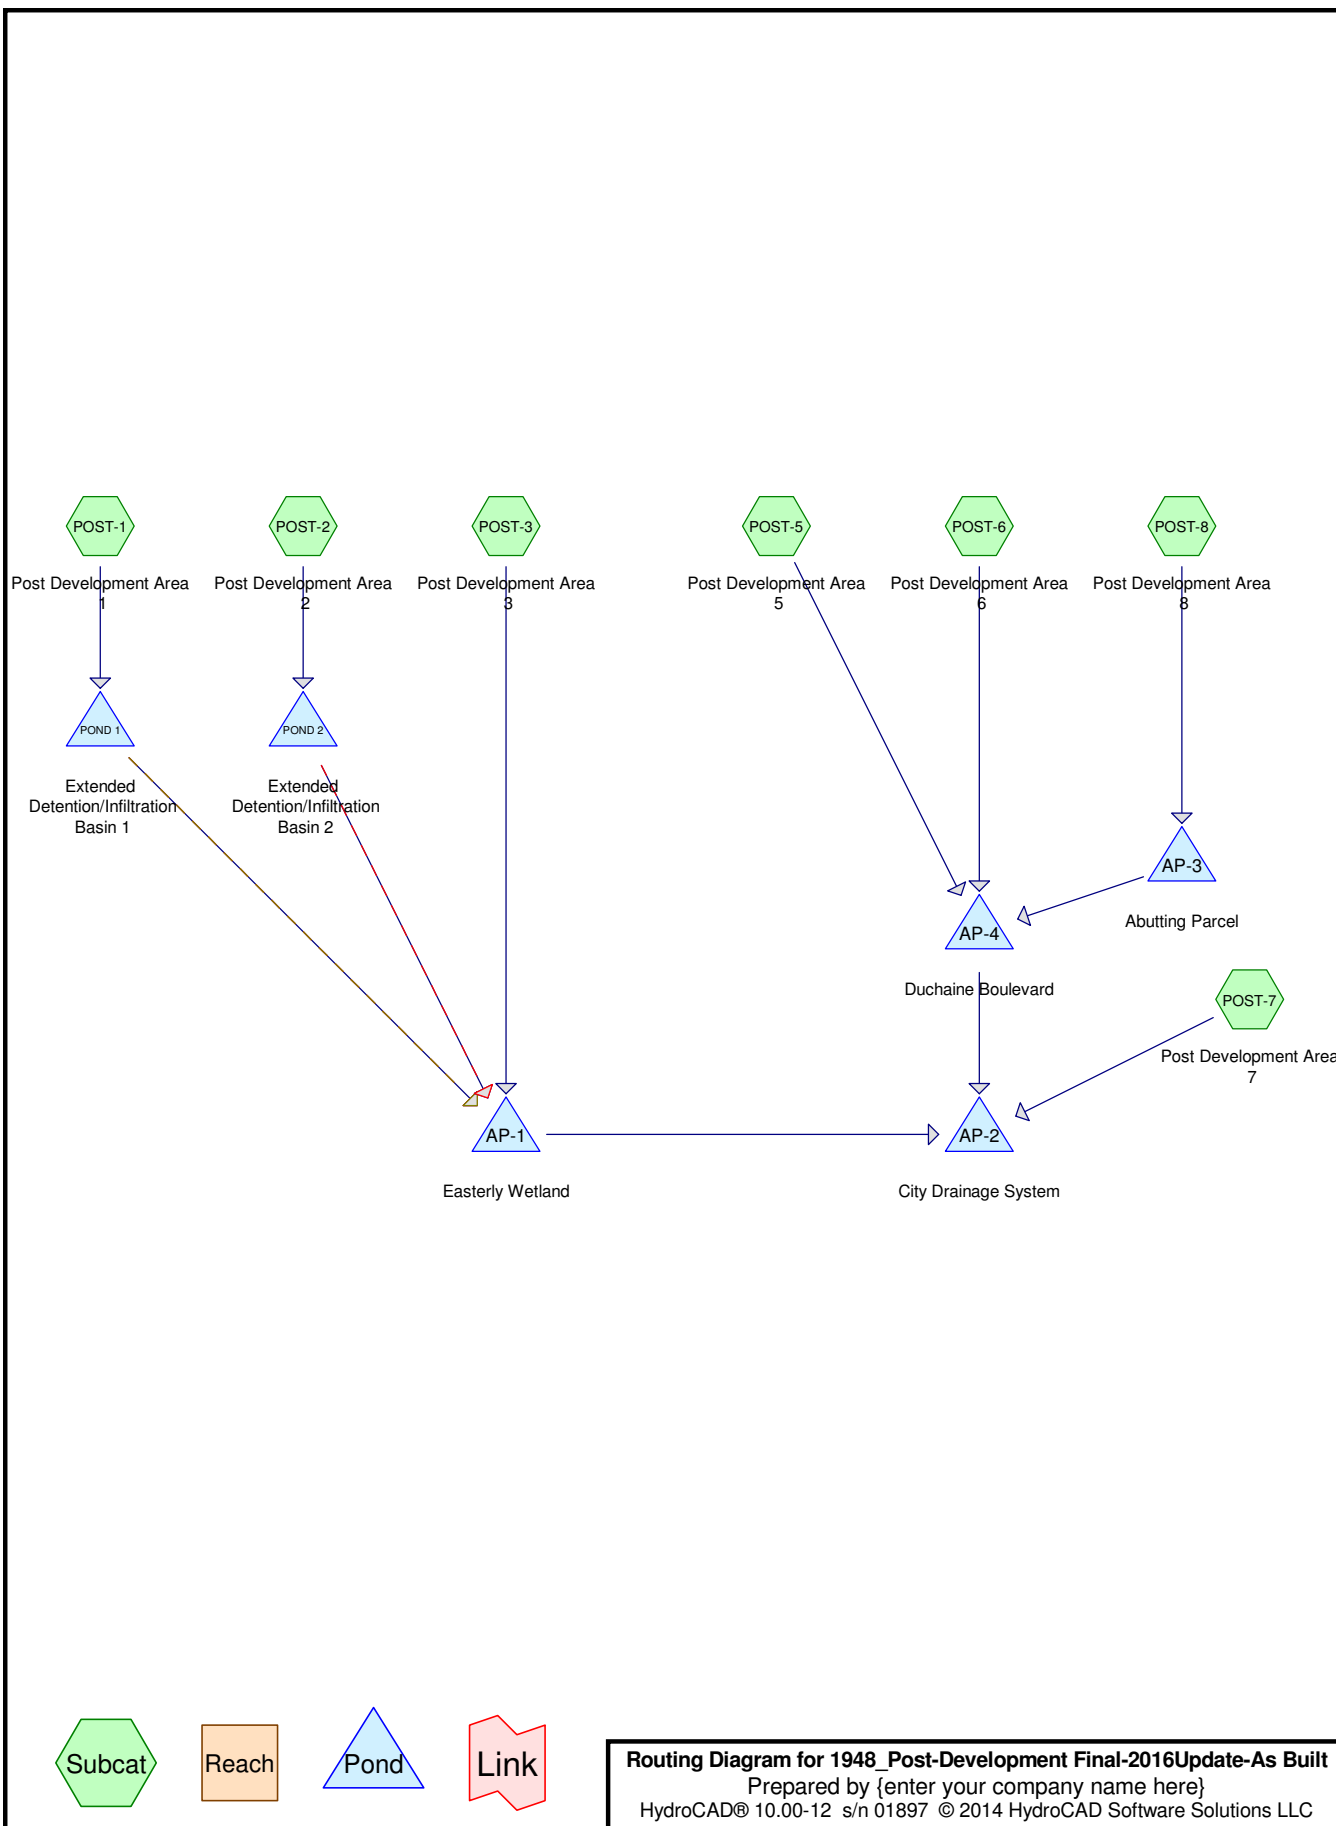 POST-1
POST-2
POST-3
POST-5
POST-6
POST-8
Post Development Area
1
Post Development Area
2
Post Development Area
3
Post Development Area
5
Post Development Area
6
Post Development Area
8
POND 1
POND 2
Extended
Detention/Infiltration
Basin 1
Extended
Detention/Infiltration
Basin 2
AP-3
Abutting Parcel
AP-4
Duchaine Boulevard
POST-7
Post Development Area
7
AP-1
AP-2
Easterly Wetland
City Drainage System
Subcat
Reach
Pond
Link
Routing Diagram for 1948_Post-Development Final-2016Update-As Built
Prepared by {enter your company name here}
HydroCAD® 10.00-12 s/n 01897 © 2014 HydroCAD Software Solutions LLC